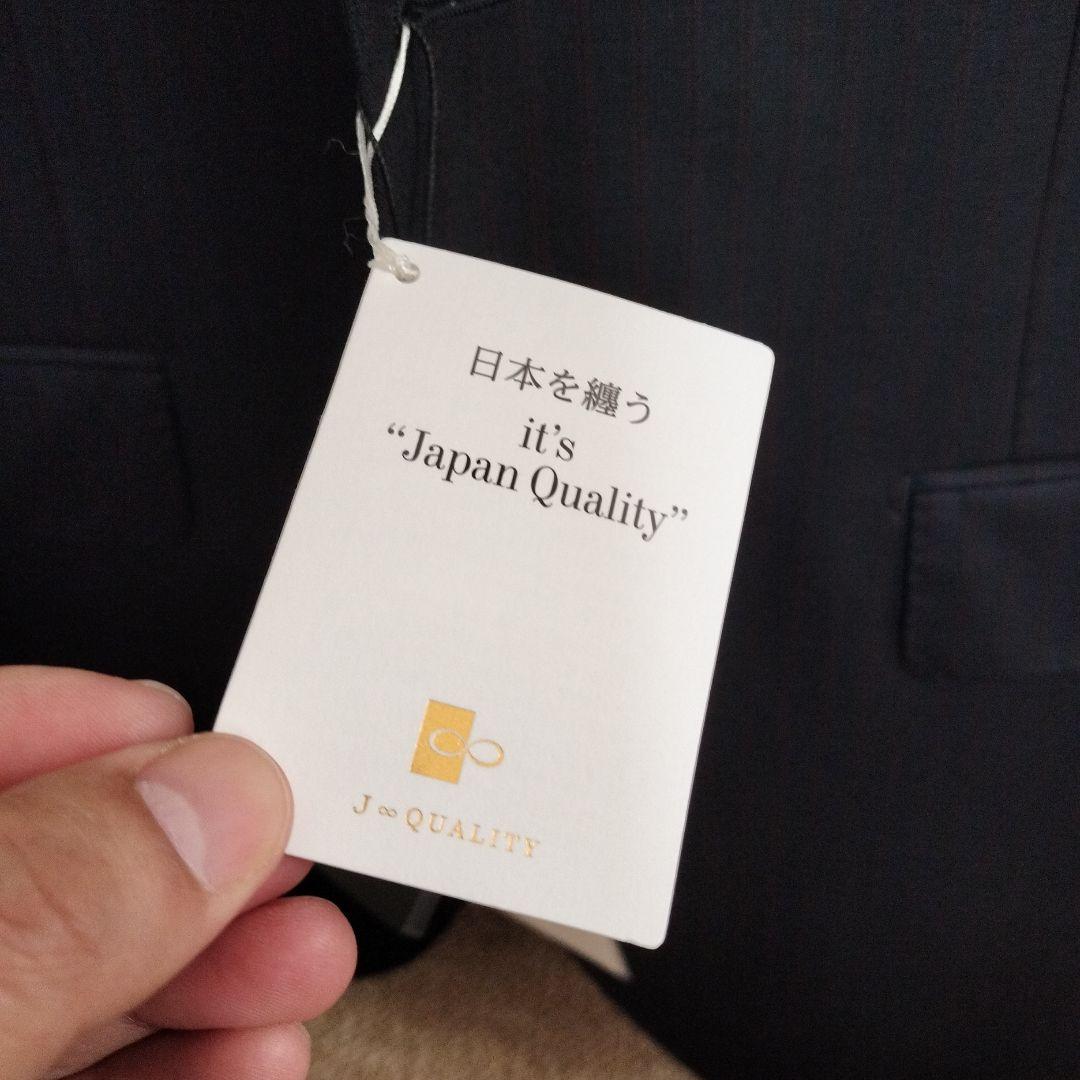 日本を纏う
it's
“Japan Quality”
J∞QUALITY